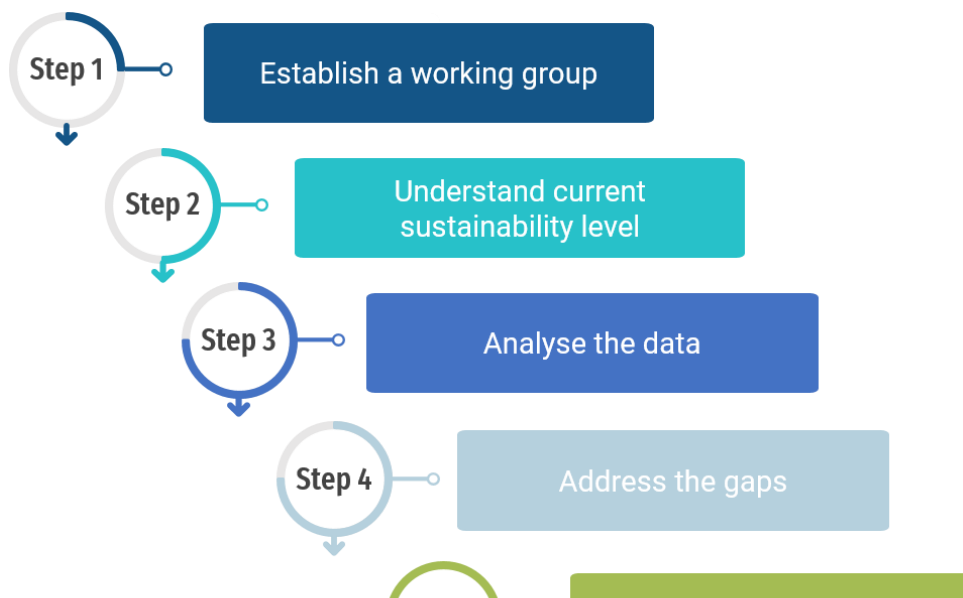 Step 1
Establish a working group
Step 2
Understand current
sustainability level
Step 3
Analyse the data
Step 4
Address the gaps